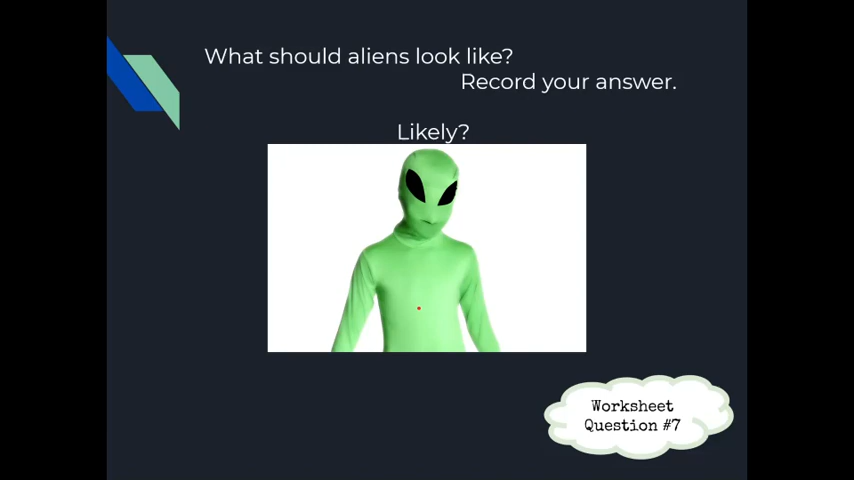 What should aliens look like?
Record your answer.
Likely?
Worksheet
Question #7